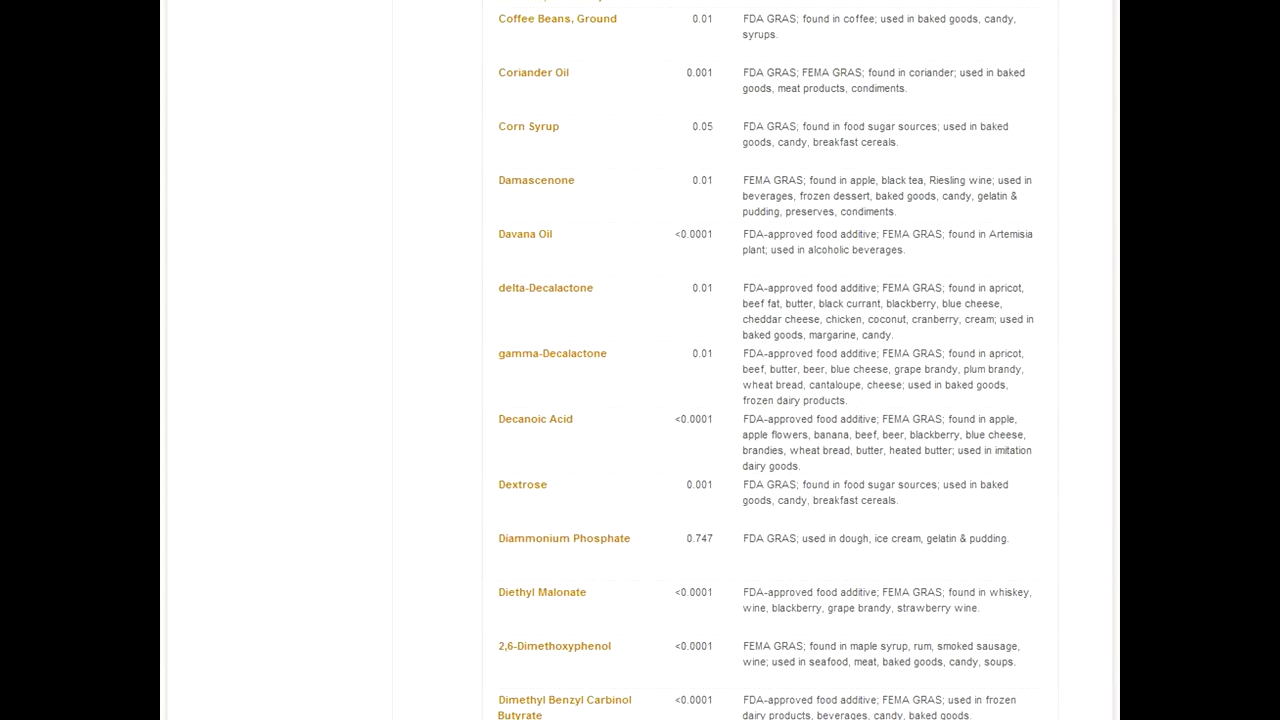 Coffee Beans, Ground 0.01 FDA GRAS; found in coffee; used in baked goods, candy,
syrups.
Coriander Oil 0.001 FDA GRAS; FEMA GRAS; found in coriander; used in baked
goods, meat products, condiments.
Corn Syrup 0.05 FDA GRAS; found in food sugar sources; used in baked
goods, candy, breakfast cereals.
Damascenone 0.01 FEMA GRAS; found in apple, black tea, Riesling wine; used in
beverages, frozen dessert, baked goods, candy, gelatin &
pudding, preserves, condiments.
Davana Oil <0.0001 FDA-approved food additive; FEMA GRAS; found in Artemisia
plant; used in alcoholic beverages.
delta-Decalactone 0.01 FDA-approved food additive; FEMA GRAS; found in apricot,
beef fat, butter, black currant, blackberry, blue cheese,
cheddar cheese, chicken, coconut, cranberry, cream; used in
baked goods, margarine, candy.
gamma-Decalactone 0.01 FDA-approved food additive; FEMA GRAS; found in apricot,
beef, butter, beer, blue cheese, grape brandy, plum brandy,
wheat bread, cantaloupe, cheese; used in baked goods,
frozen dairy products.
Decanoic Acid <0.0001 FDA-approved food additive; FEMA GRAS; found in apple,
apple flowers, banana, beef, beer, blackberry, blue cheese,
brandies, wheat bread, butter, heated butter; used in imitation
dairy goods.
Dextrose 0.001 FDA GRAS; found in food sugar sources; used in baked
goods, candy, breakfast cereals.
Diammonium Phosphate 0.747 FDA GRAS; used in dough, ice cream, gelatin & pudding.
Diethyl Malonate <0.0001 FDA-approved food additive; FEMA GRAS; found in whiskey,
wine, blackberry, grape brandy, strawberry wine.
2,6-Dimethoxyphenol <0.0001 FEMA GRAS; found in maple syrup, rum, smoked sausage,
wine; used in seafood, meat, baked goods, candy, soups.
Dimethyl Benzyl Carbinol <0.0001 FDA-approved food additive; FEMA GRAS; used in frozen
Butyrate dairy products, beverages, candy, baked goods.